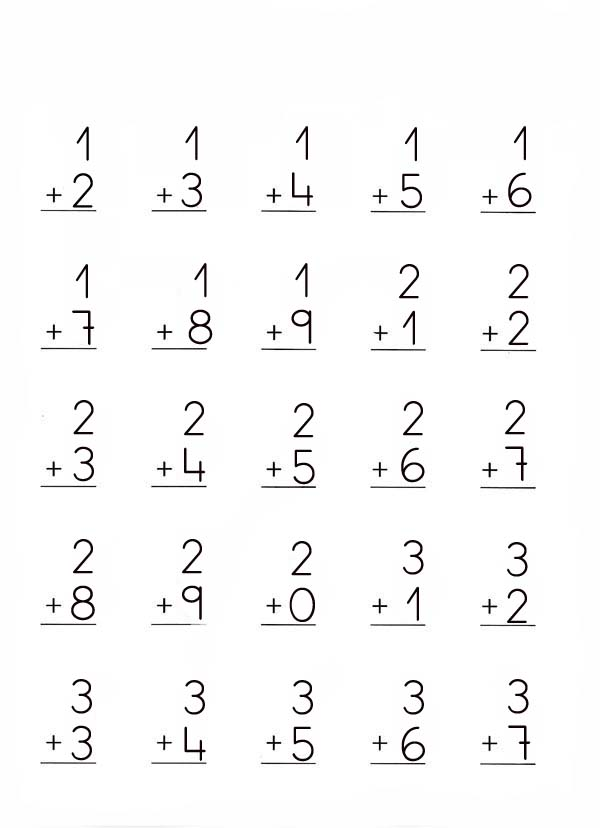 1 1 1 1 1
+2 +3 +4 +5 +6
1 1 1 2 2
+7 +8 +9 +1 +2
2 2 2 2 2
+3 +4 +5 +6 +7
2 2 2 3 3
+8 +9 +0 +1 +2
3 3 3 3 3
+3 +4 +5 +6 +7